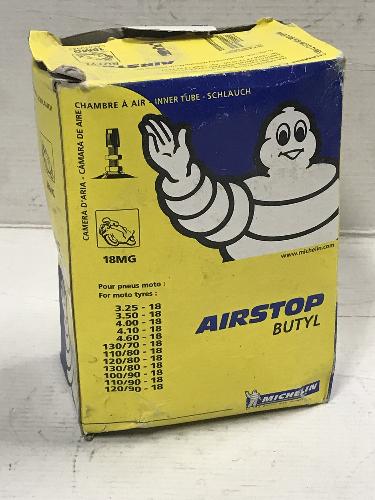 18MG
AIRSTOP
CHAMBRE À AIR - INNER TUBE - SCHLAUCH
CAMERA D'ARIA - CÁMARA DE AIRE
18MG
www.michelin.com
Pour pneus moto :
For moto tyres :
3.25 - 18
3.50 - 18
4.00 - 18
4.10 - 18
4.60 - 18
130/70 - 18
110/80 - 18
120/80 - 18
130/80 - 18
100/90 - 18
110/90 - 18
120/90 - 18
AIRSTOP
BUTYL
MICHELIN